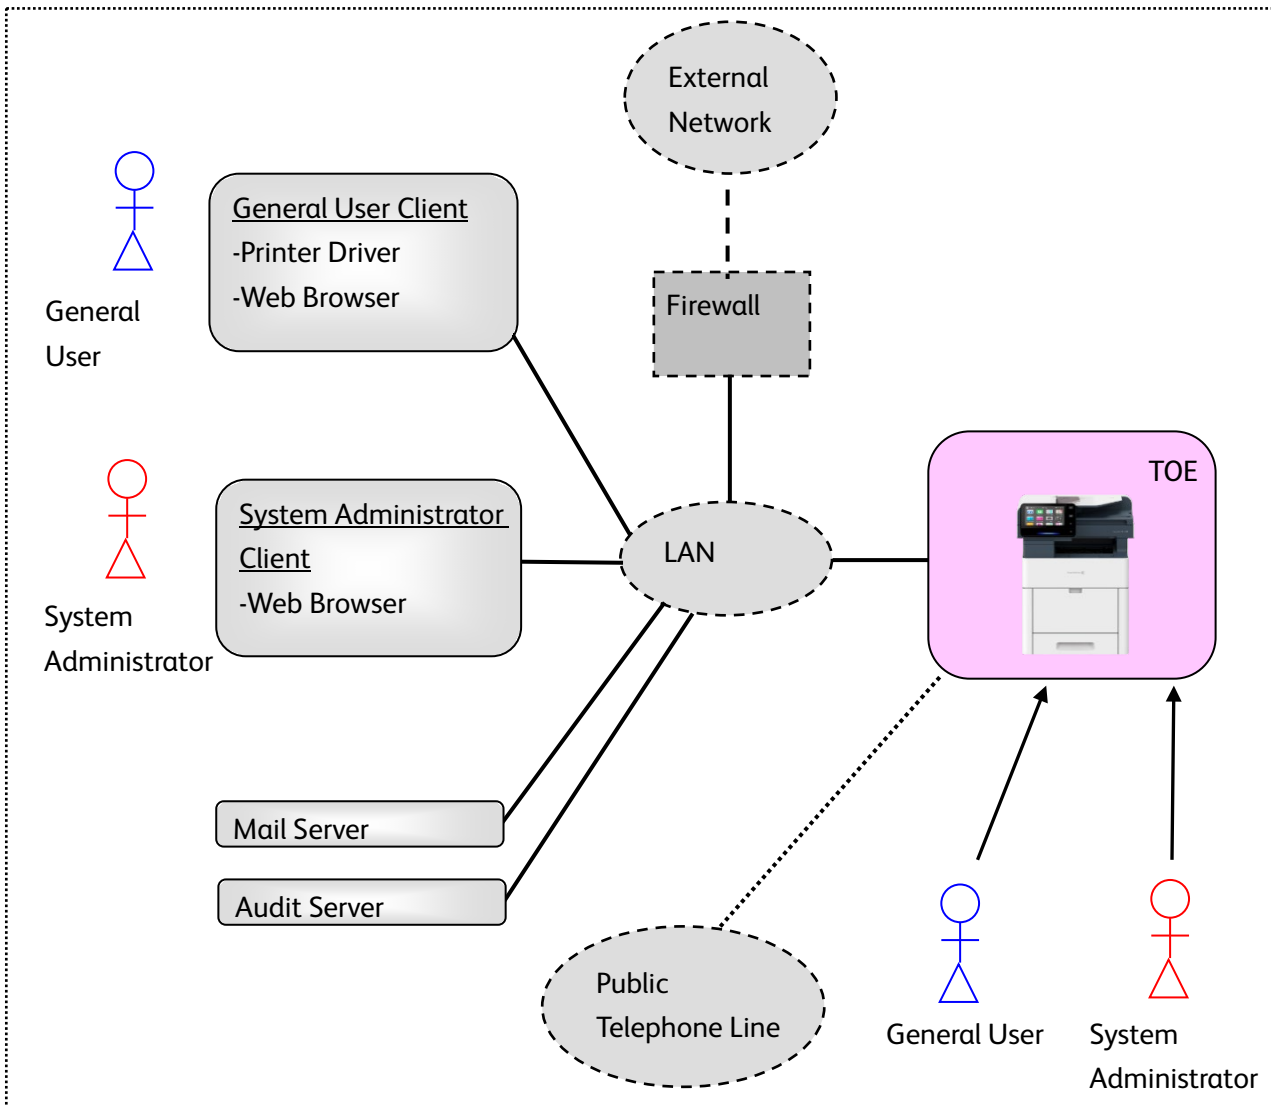 External
Network
General User Client
-Printer Driver
-Web Browser
General
User
Firewall
TOE
System Administrator
Client
-Web Browser
LAN
System
Administrator
Mail Server
Audit Server
Public
Telephone Line
General User
System
Administrator